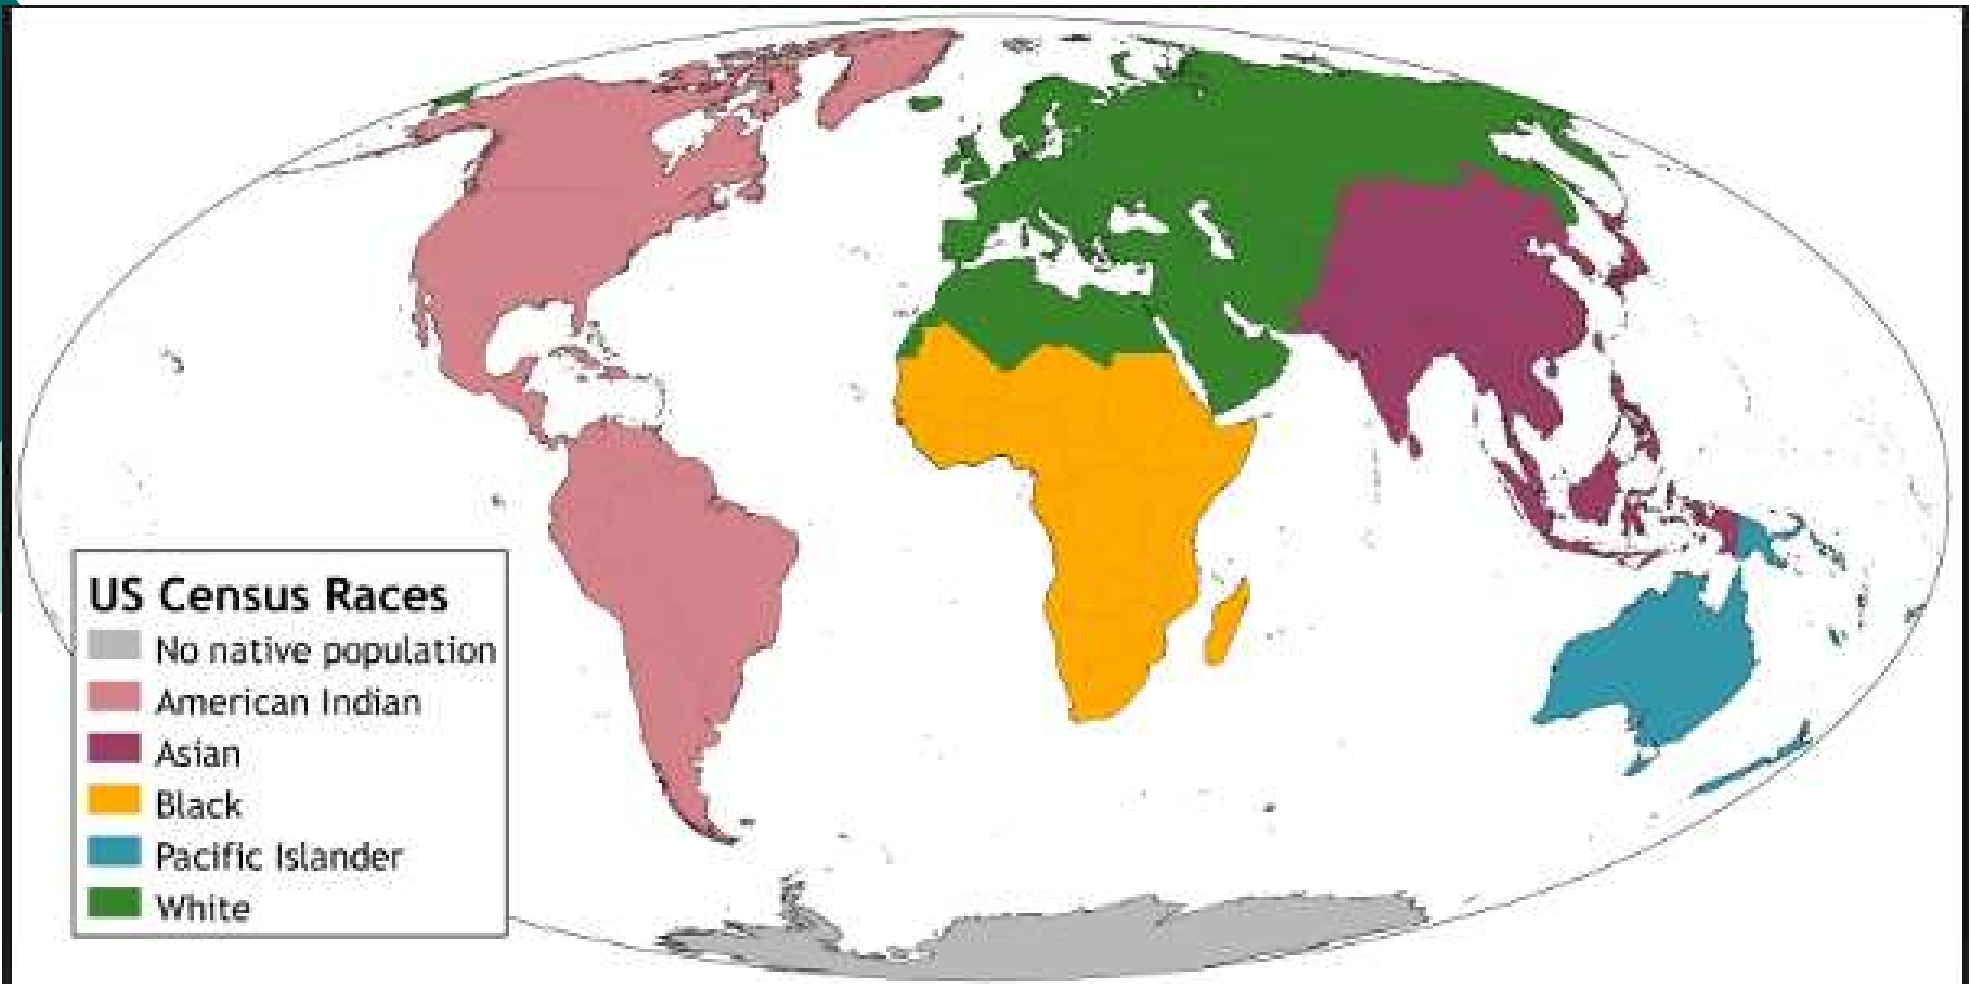 US Census Races
No native population
American Indian
Asian
Black
Pacific Islander
White